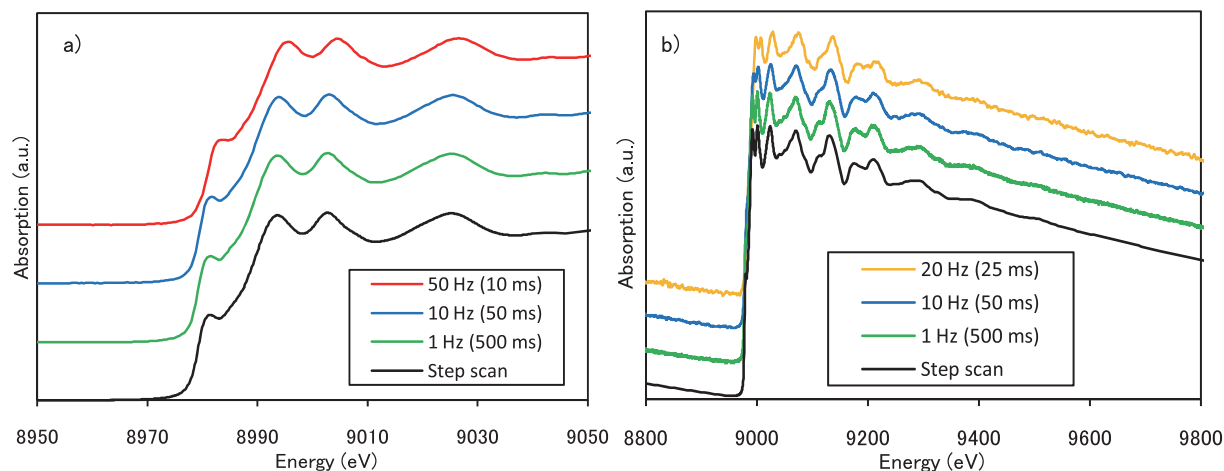 a)
Absorption (a.u.)
50 Hz (10 ms)
10 Hz (50 ms)
1 Hz (500 ms)
Step scan
8950 8970 8990 9010 9030 9050
Energy (eV)
b)
Absorption (a.u.)
20 Hz (25 ms)
10 Hz (50 ms)
1 Hz (500 ms)
Step scan
8800 9000 9200 9400 9600 9800
Energy (eV)